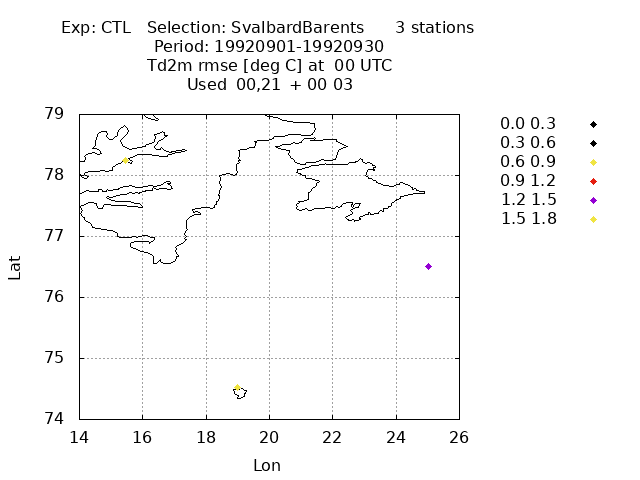 Exp: CTL Selection: SvalbardBarents 3 stations
Period: 19920901-19920930
Td2m rmse [deg C] at 00 UTC
Used 00,21 + 00 03
79
78
77
76
75
74
14 16 18 20 22 24 26
Lat
Lon
0.0 0.3
0.3 0.6
0.6 0.9
0.9 1.2
1.2 1.5
1.5 1.8